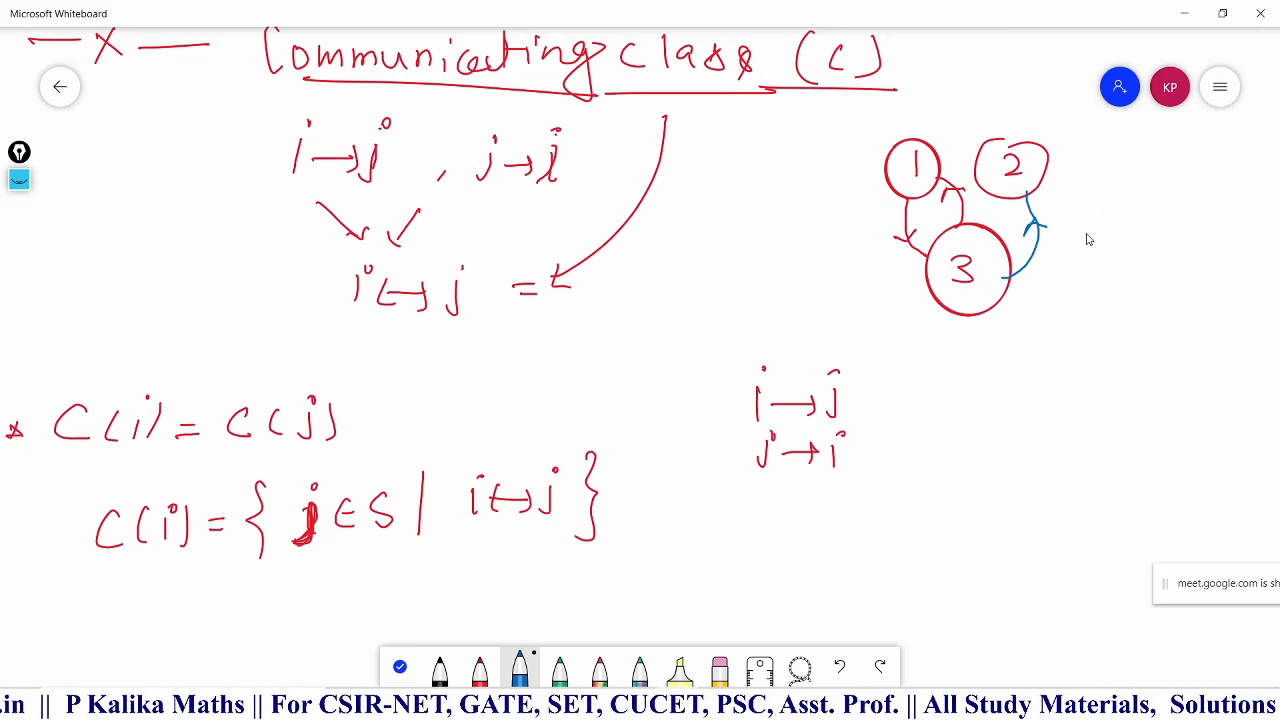 Microsoft Whiteboard
— x — Communicating class (C)
i → j , j → i
i ↔ j =
1 2
3
KP
i → j
j → i
* C(i) = C(j)
C(i) = { j ∈ S | i ↔ j }
meet.google.com is sh
.in || P Kalika Maths || For CSIR-NET, GATE, SET, CUCET, PSC, Asst. Prof. || All Study Materials, Solutions